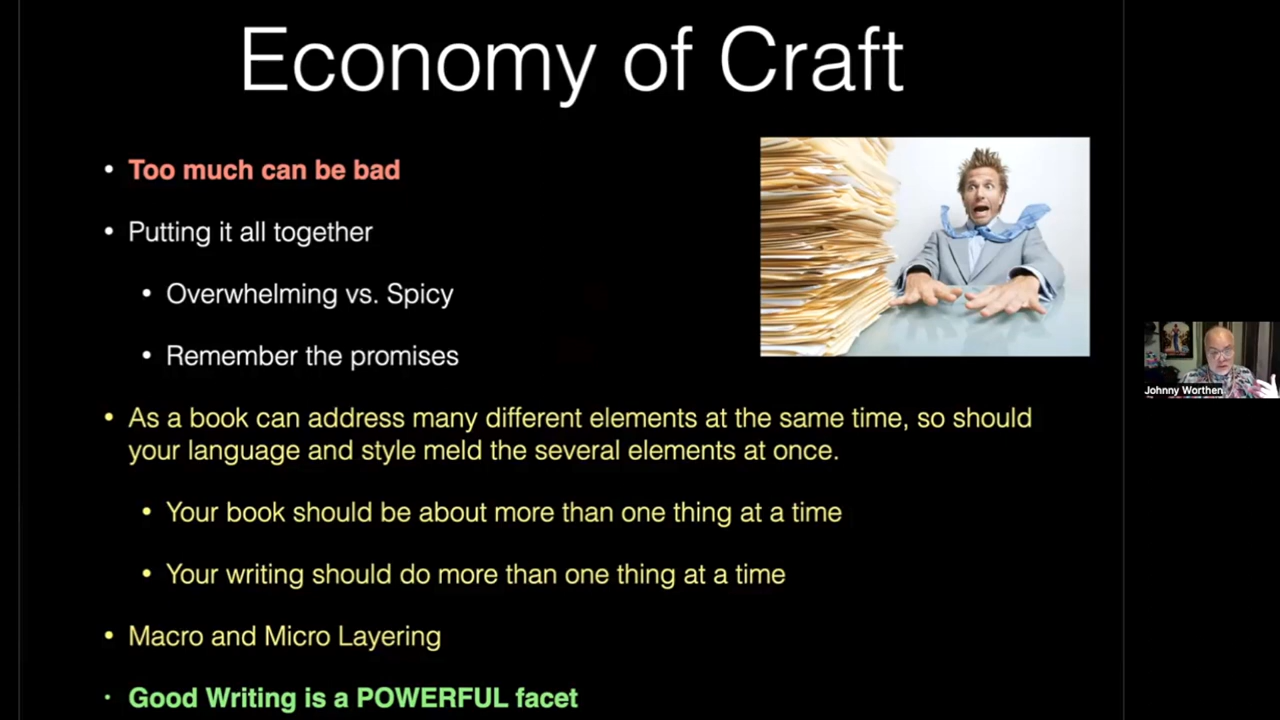 Economy of Craft
• Too much can be bad
• Putting it all together
• Overwhelming vs. Spicy
• Remember the promises
• As a book can address many different elements at the same time, so should
your language and style meld the several elements at once.
• Your book should be about more than one thing at a time
• Your writing should do more than one thing at a time
• Macro and Micro Layering
• Good Writing is a POWERFUL facet
Johnny Worthen